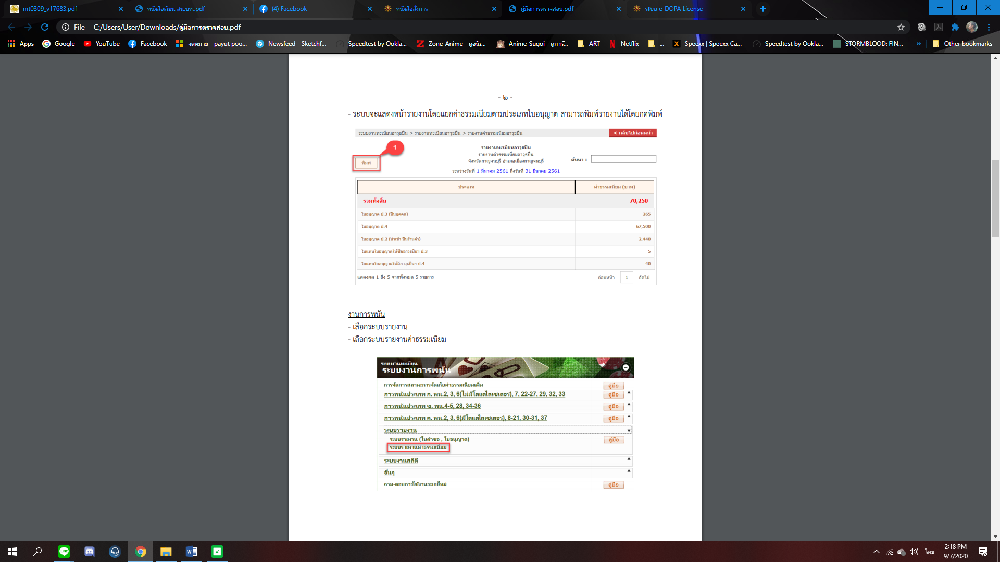 mt0309_v17683.pdf
หนังสือเรียน สน.บท..pdf
(4) Facebook
หนังสือสั่งการ
คู่มือการตรวจสอบ.pdf
ระบบ e-DOPA License
File
C:/Users/User/Downloads/คู่มือการตรวจสอบ.pdf
Apps
Google
YouTube
Facebook
จดหมาย - payut poo...
Newsfeed - Sketchf...
Speedtest by Ookla...
Zone-Anime - ดูอนิเ...
Anime-Sugoi - ดูการ์...
ART
Netflix
...
Speexx | Speexx Ca...
Speedtest by Ookla...
STORMBLOOD: FIN...
»
Other bookmarks
- ๒ -
- ระบบจะแสดงหน้ารายงานโดยแยกค่าธรรมเนียมตามประเภทใบอนุญาต สามารถพิมพ์รายงานได้โดยกดพิมพ์
ระบบงานทะเบียนอาวุธปืน > รายงานทะเบียนอาวุธปืน > รายงานค่าธรรมเนียมอาวุธปืน
< กลับไปก่อนหน้า
1
รายงานทะเบียนอาวุธปืน
รายงานค่าธรรมเนียมอาวุธปืน
พิมพ์
ค้นหา :
จังหวัดกาญจนบุรี อำเภอเมืองกาญจนบุรี
ระหว่างวันที่ 1 มีนาคม 2561 ถึงวันที่ 31 มีนาคม 2561
ประเภท ค่าธรรมเนียม (บาท)
รวมทั้งสิ้น 70,250
ใบอนุญาต ป.3 (ปืนบุคคล) 265
ใบอนุญาต ป.4 67,500
ใบอนุญาต ป.2 (นำเข้า ปืนร้านค้า) 2,440
ใบแทนใบอนุญาตให้ซื้ออาวุธปืนฯ ป.3 5
ใบแทนใบอนุญาตให้มีอาวุธปืนฯ ป.4 40
แสดงผล 1 ถึง 5 จากทั้งหมด 5 รายการ
ก่อนหน้า 1 ถัดไป
งานการพนัน
- เลือกระบบรายงาน
- เลือกระบบรายงานค่าธรรมเนียม
ระบบงานทะเบียน
ระบบงานการพนัน
การจัดการสถานะการจัดเก็บค่าธรรมเนียมเพิ่ม คู่มือ
การพนันประเภท ก. พน.2, 3, 6(ไม่มีโตแตไลเซเตอร์), 7, 22-27, 29, 32, 33 คู่มือ
การพนันประเภท ข. พน.4-5, 28, 34-36 คู่มือ
การพนันประเภท ค. พน.2, 3, 6(มีโตแตไลเซเตอร์), 8-21, 30-31, 37 คู่มือ
ระบบรายงาน
ระบบรายงาน (ใบคำขอ , ใบอนุญาต) คู่มือ
ระบบรายงานค่าธรรมเนียม
ระบบงานสถิติ
อื่นๆ
ถาม-ตอบการใช้งานระบบใหม่ คู่มือ
LINE
ไทย
2:18 PM
9/7/2020